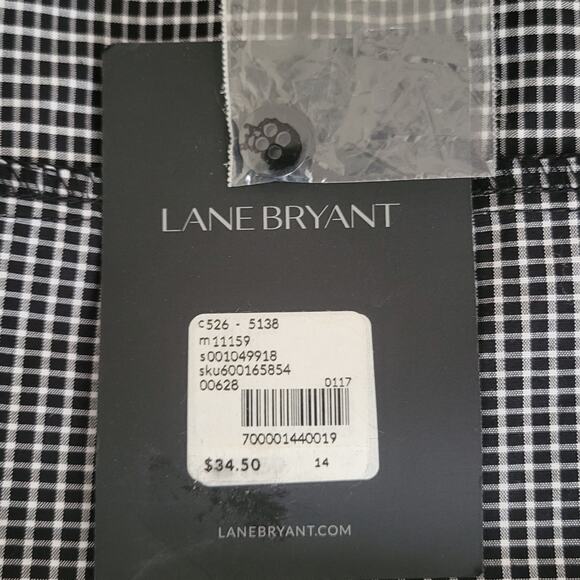 LANE BRYANT
c526 - 5138
m11159
s001049918
sku600165854
00628 0117
700001440019
$34.50 14
LANEBRYANT.COM